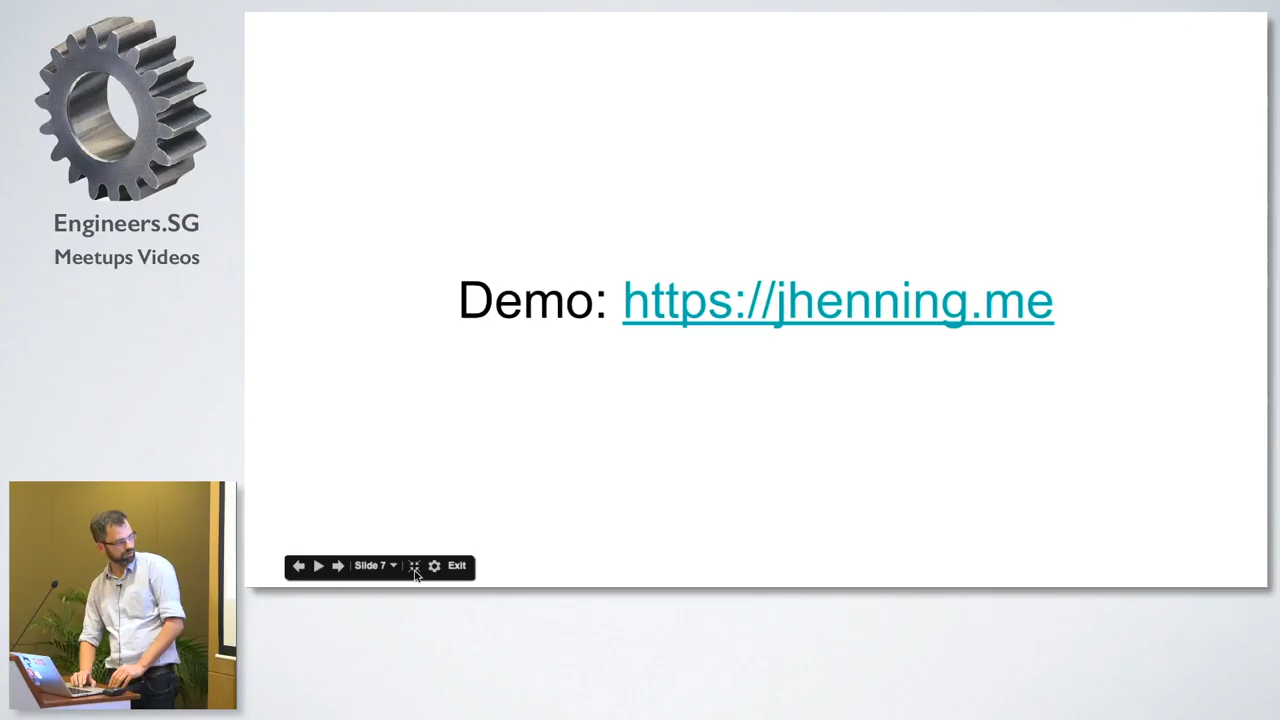 Engineers.SG
Meetups Videos
Demo: https://jhenning.me
Slide 7
Exit